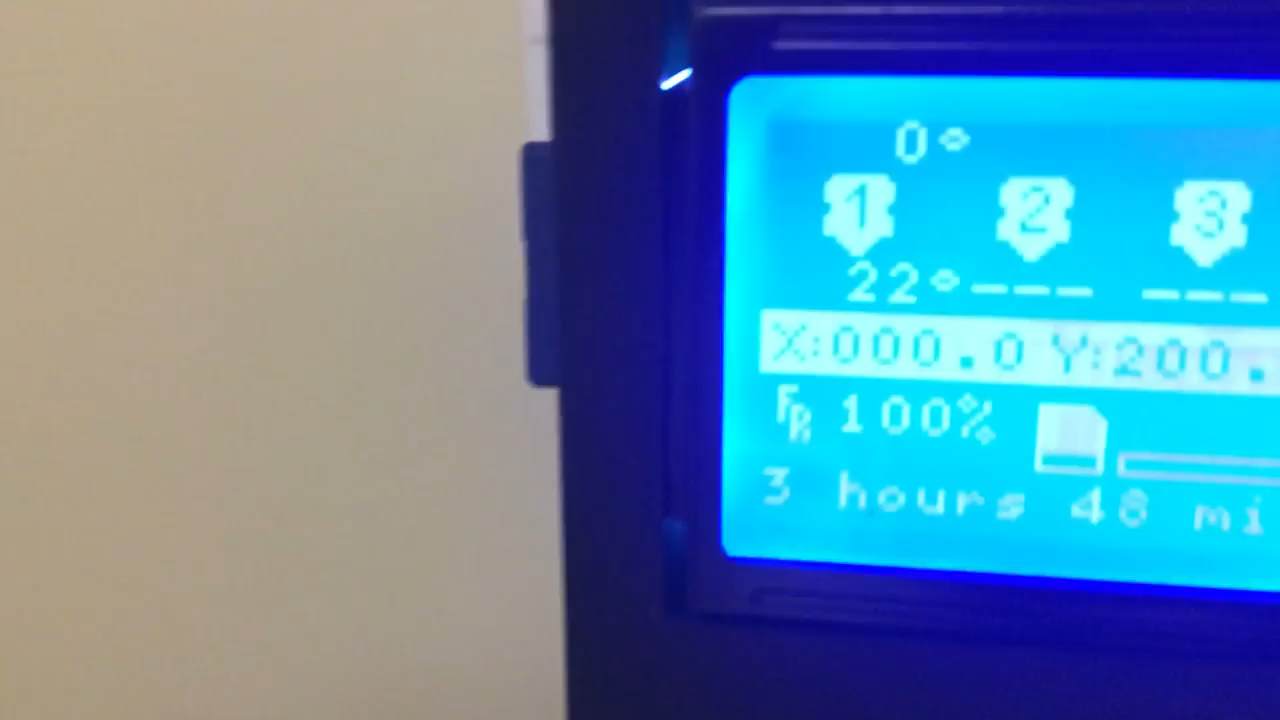 0°
1 2 3
22° --- ---
X:000.0 Y:200.
FR 100%
3 hours 48 mi